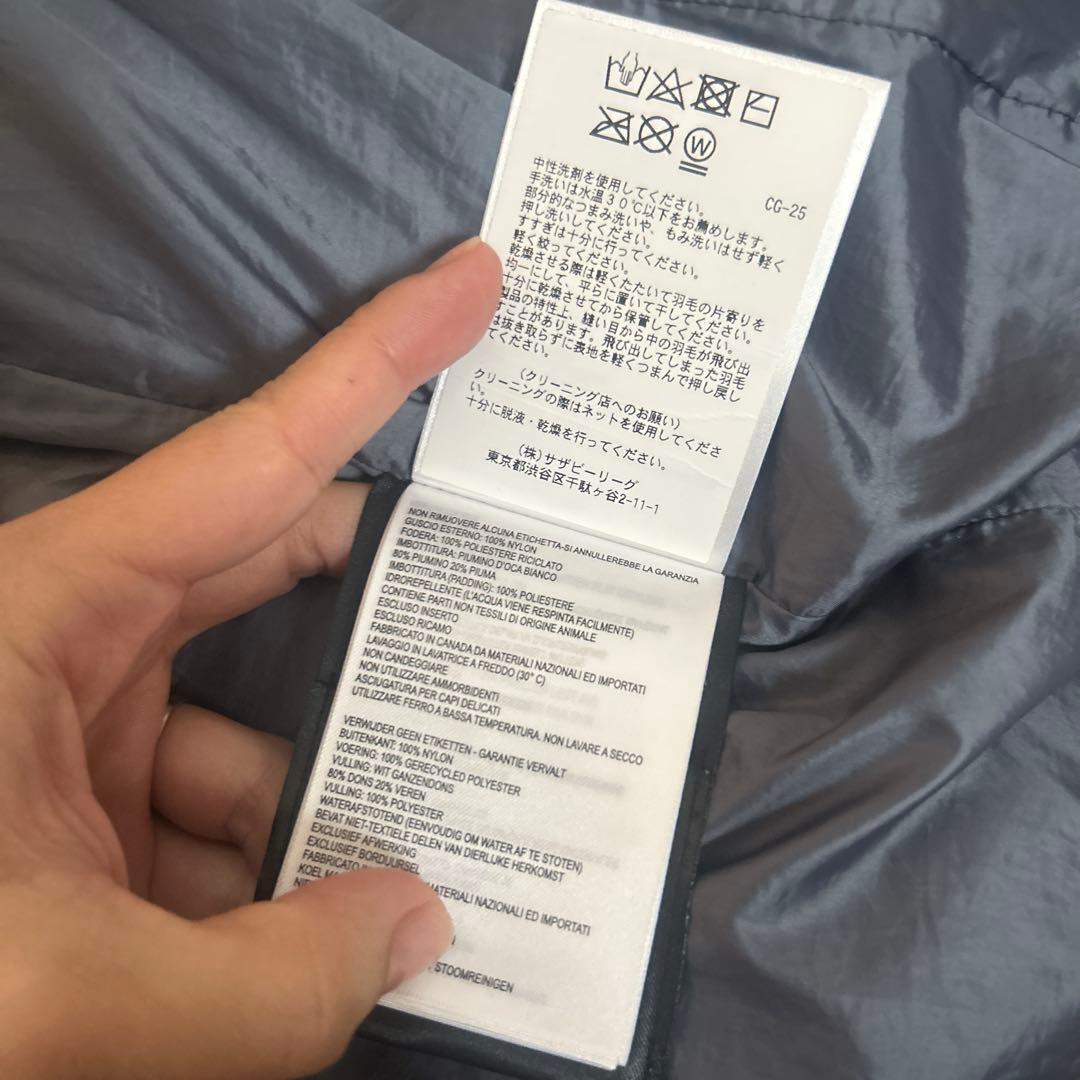 W
CG-25
中性洗剤を使用してください。
手洗いは水温30℃以下をお薦めします。
部分的なつまみ洗いや、もみ洗いはせず軽く
押し洗いしてください。
すすぎは十分に行ってください。
軽く絞ってください。
乾燥させる際は軽くたたいて羽毛の片寄りを
均一にして、平らに置いて干してください。
十分に乾燥させてから保管してください。
製品の特性上、縫い目から中の羽毛が飛び出
すことがあります。飛び出してしまった羽毛
は抜き取らずに表地を軽くつまんで押し戻し
てください。
(クリーニング店へのお願い)
クリーニングの際はネットを使用してくださ
い。
十分に脱液・乾燥を行ってください。
(株)サザビーリーグ
東京都渋谷区千駄ヶ谷2-11-1
NON RIMUOVERE ALCUNA ETICHETTA-SI ANNULLEREBBE LA GARANZIA
GUSCIO ESTERNO: 100% NYLON
FODERA: 100% POLIESTERE RICICLATO
IMBOTTITURA: PIUMINO D'OCA BIANCO
80% PIUMINO 20% PIUMA
IMBOTTITURA (PADDING): 100% POLIESTERE
IDROREPELLENTE (L'ACQUA VIENE RESPINTA FACILMENTE)
CONTIENE PARTI NON TESSILI DI ORIGINE ANIMALE
ESCLUSO INSERTO
ESCLUSO RICAMO
FABBRICATO IN CANADA DA MATERIALI NAZIONALI ED IMPORTATI
LAVAGGIO IN LAVATRICE A FREDDO (30° C)
NON CANDEGGIARE
NON UTILIZZARE AMMORBIDENTI
ASCIUGATURA PER CAPI DELICATI
UTILIZZARE FERRO A BASSA TEMPERATURA. NON LAVARE A SECCO
VERWIJDER GEEN ETIKETTEN - GARANTIE VERVALT
BUITENKANT: 100% NYLON
VOERING: 100% GERECYCLED POLYESTER
VULLING: WIT GANZENDONS
80% DONS 20% VEREN
VULLING: 100% POLYESTER
WATERAFSTOTEND (EENVOUDIG OM WATER AF TE STOTEN)
BEVAT NIET-TEXTIELE DELEN VAN DIERLIJKE HERKOMST
EXCLUSIEF AFWERKING
EXCLUSIEF BORDUURSEL
FABBRICATO MATERIALI NAZIONALI ED IMPORTATI
KOEL
STOOMREINIGEN